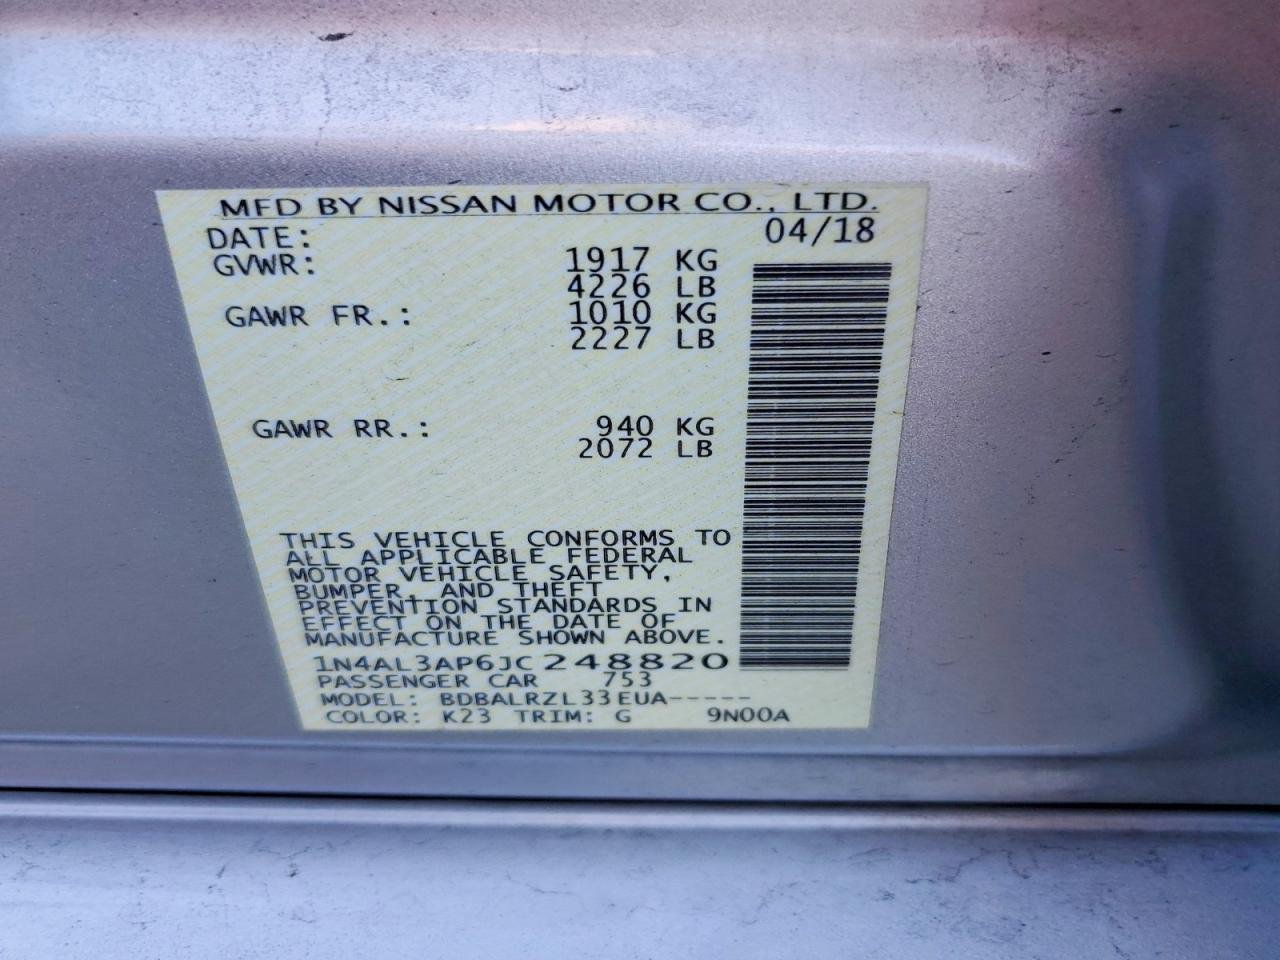 MFD BY NISSAN MOTOR CO., LTD.
DATE: 04/18
GVWR: 1917 KG
4226 LB
GAWR FR.: 1010 KG
2227 LB
GAWR RR.: 940 KG
2072 LB
THIS VEHICLE CONFORMS TO
ALL APPLICABLE FEDERAL
MOTOR VEHICLE SAFETY,
BUMPER, AND THEFT
PREVENTION STANDARDS IN
EFFECT ON THE DATE OF
MANUFACTURE SHOWN ABOVE.
1N4AL3AP6JC248820
PASSENGER CAR 753
MODEL: BDBALRZL33EUA-----
COLOR: K23 TRIM: G 9N00A